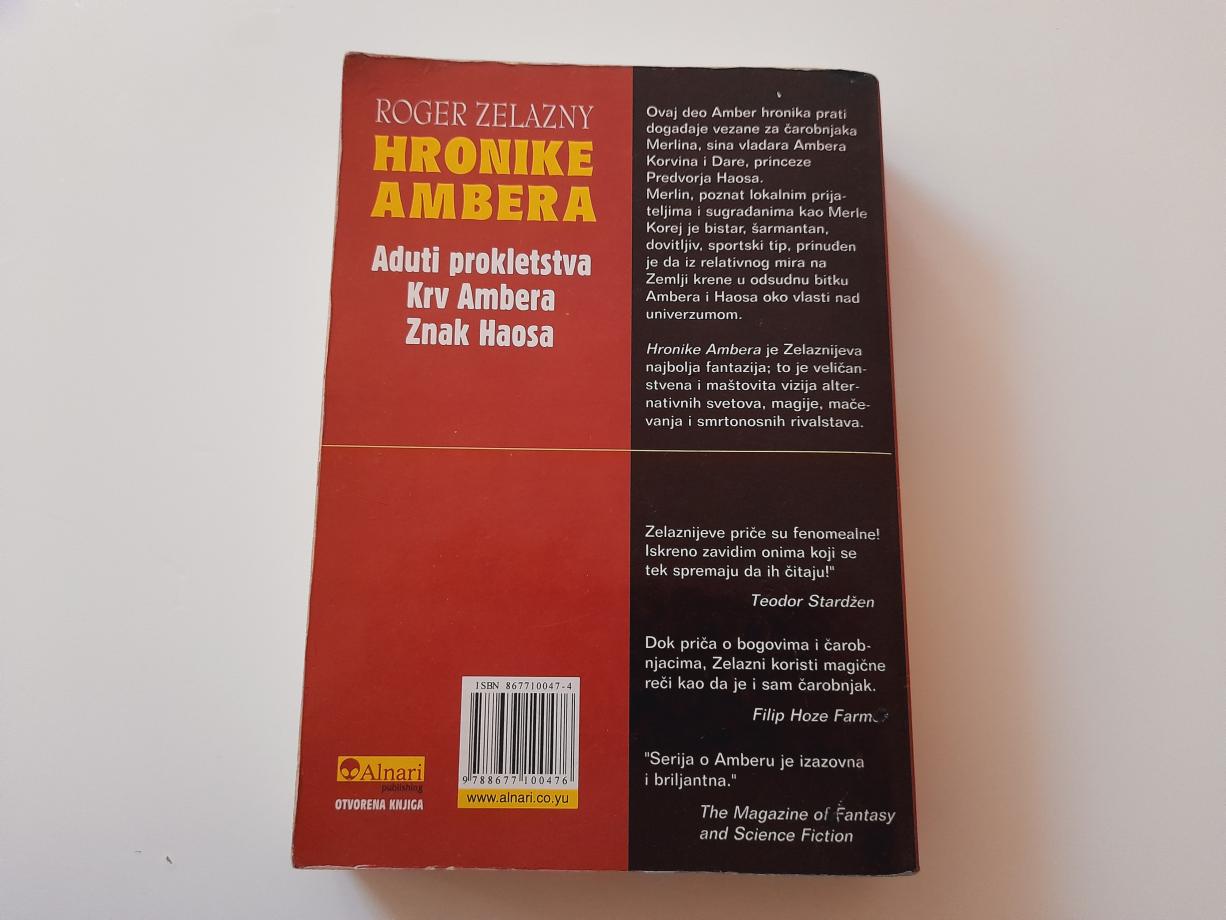 ROGER ZELAZNY
HRONIKE
AMBERA
Aduti prokletstva
Krv Ambera
Znak Haosa
Ovaj deo Amber hronika prati
događaje vezane za čarobnjaka
Merlina, sina vladara Ambera
Korvina i Dare, princeze
Predvorja Haosa.
Merlin, poznat lokalnim prija-
teljima i sugrađanima kao Merle
Korej je bistar, šarmantan,
dovitljiv, sportski tip, prinuđen
je da iz relativnog mira na
Zemlji krene u odsudnu bitku
Ambera i Haosa oko vlasti nad
univerzumom.
Hronike Ambera je Zelaznijeva
najbolja fantazija; to je veličan-
stvena i maštovita vizija alter-
nativnih svetova, magije, mače-
vanja i smrtonosnih rivalstava.
Zelaznijeve priče su fenomealne!
Iskreno zavidim onima koji se
tek spremaju da ih čitaju!"
Teodor Stardžen
Dok priča o bogovima i čarob-
njacima, Zelazni koristi magične
reči kao da je i sam čarobnjak.
Filip Hoze
"Serija o Amberu je izazovna
i briljantna."
The Magazine of Fantasy
and Science Fiction
ISBN 867710047-4
9 788677 100476
www.alnari.co.yu
Alnari
publishing
OTVORENA KNJIGA